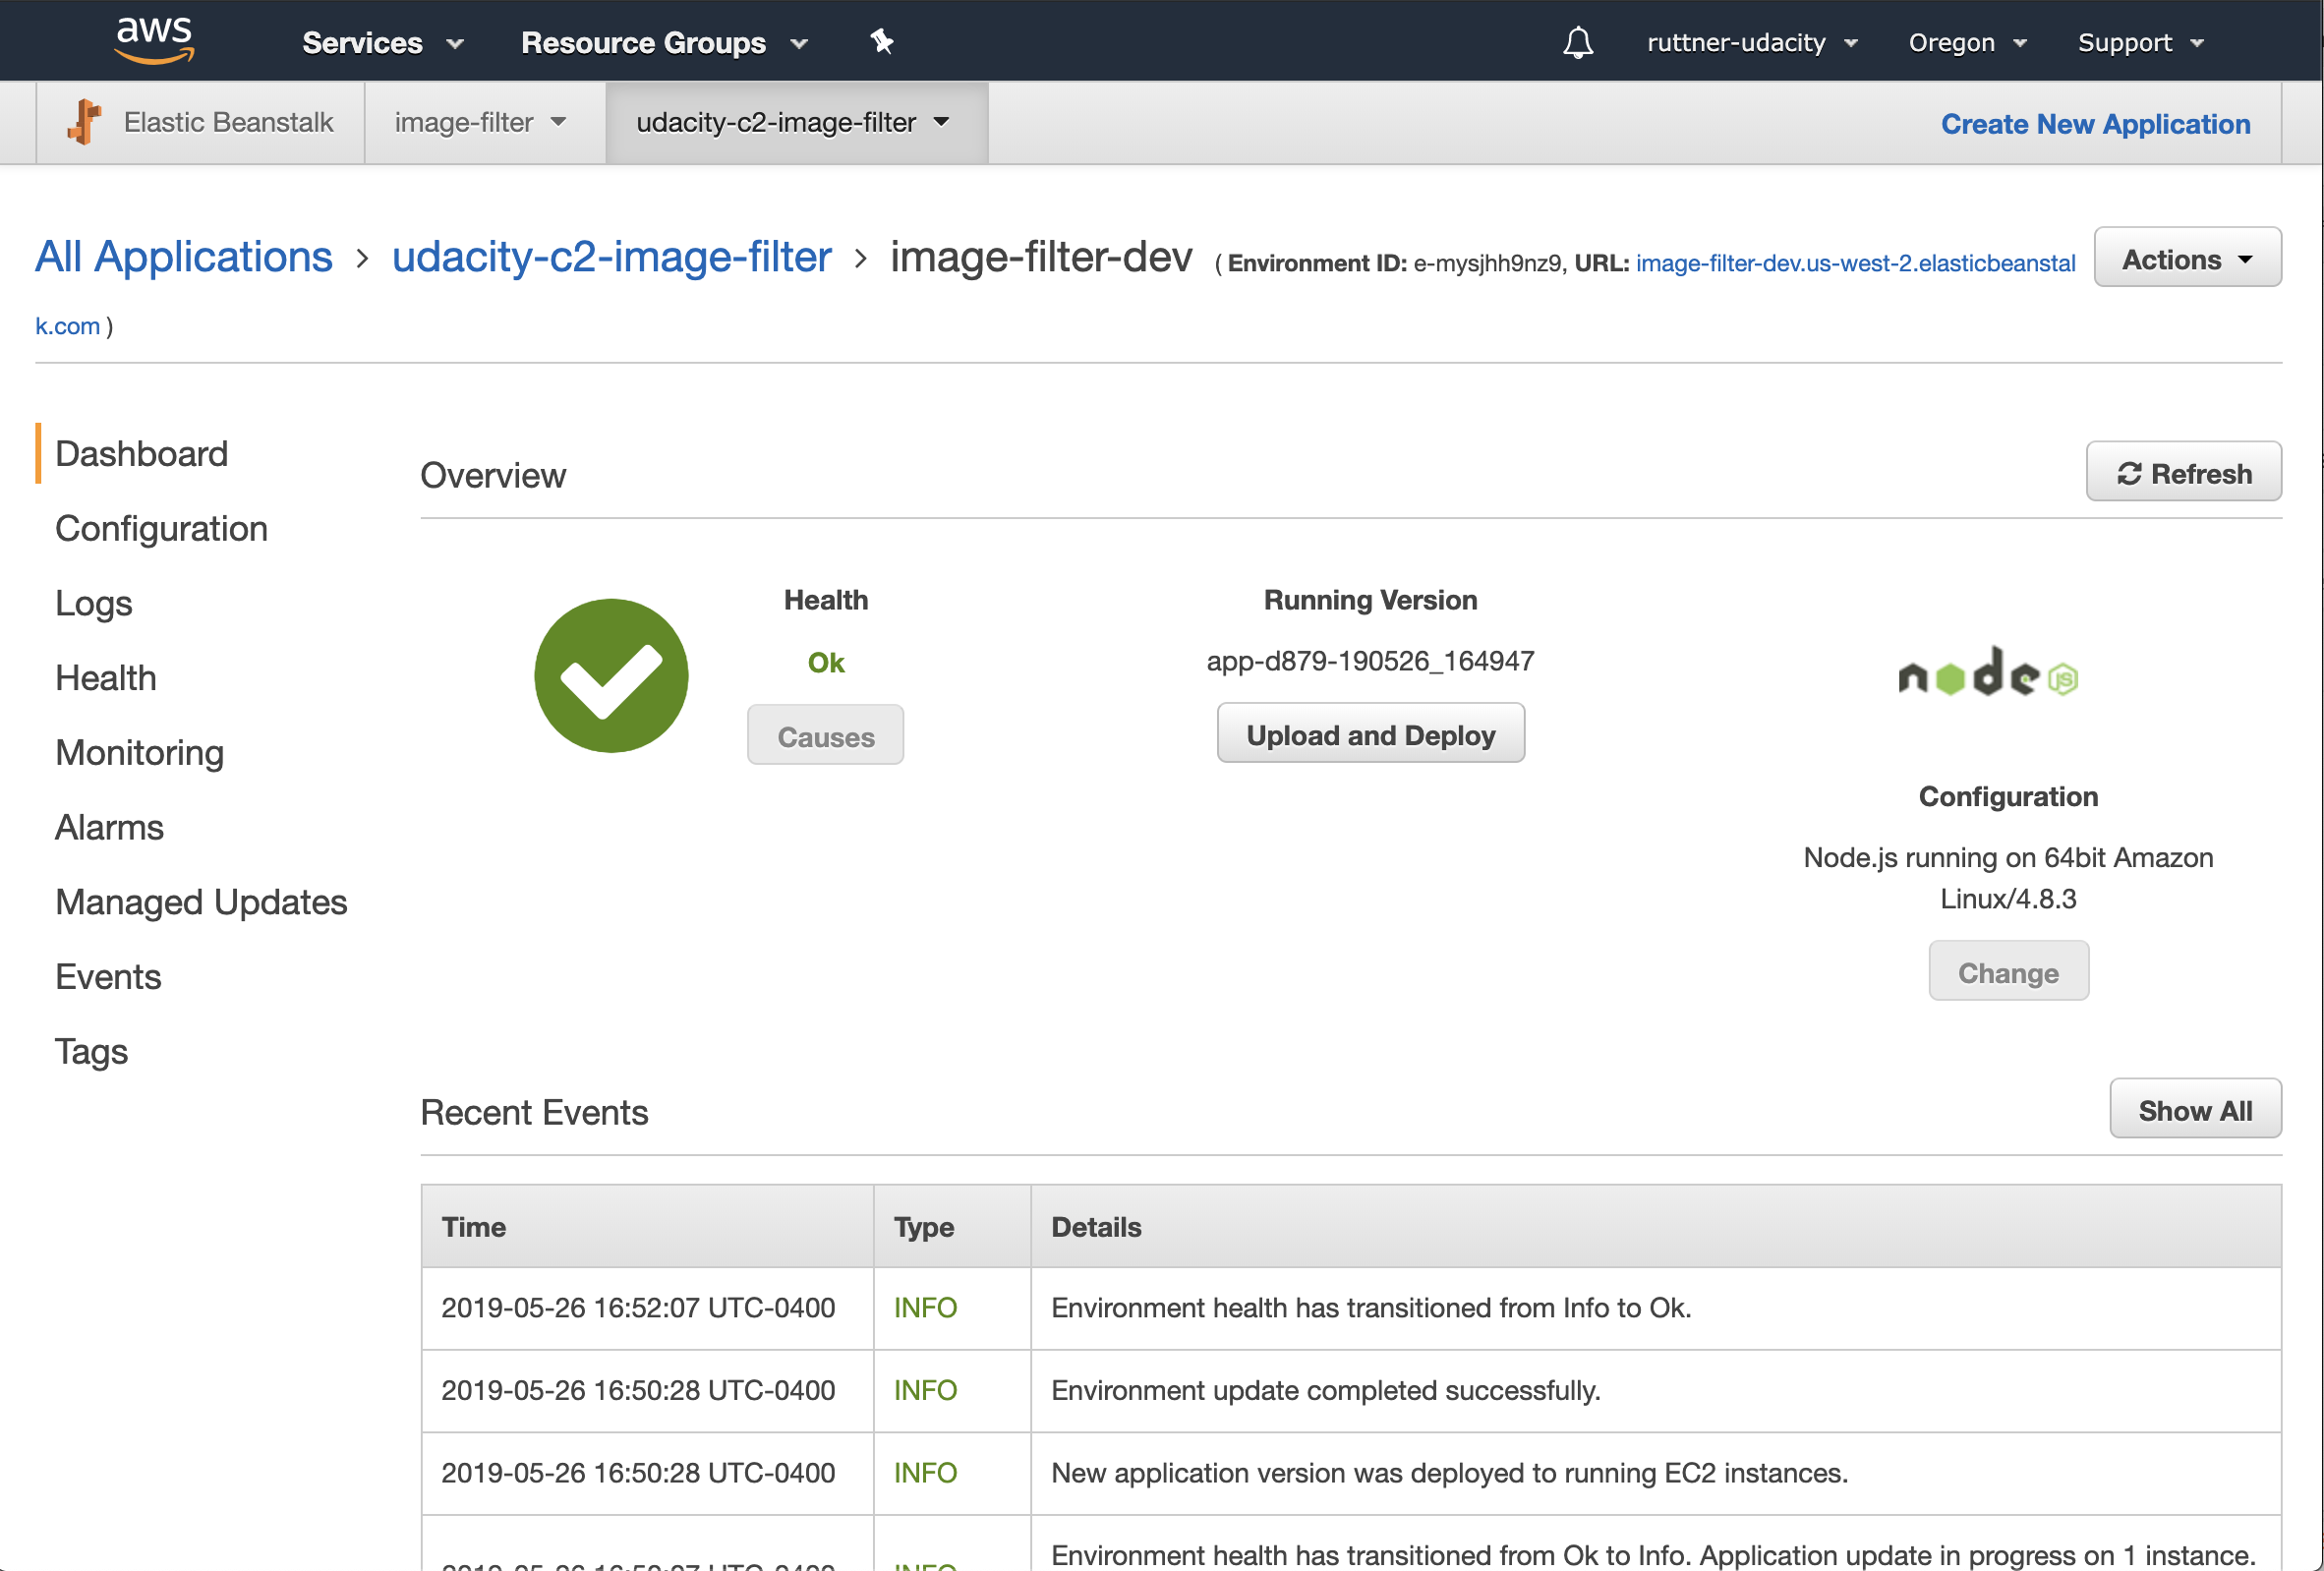 aws Services Resource Groups ruttner-udacity Oregon Support
Elastic Beanstalk image-filter udacity-c2-image-filter Create New Application
All Applications > udacity-c2-image-filter > image-filter-dev ( Environment ID: e-mysjhh9nz9, URL: image-filter-dev.us-west-2.elasticbeanstal
k.com )
Actions
Dashboard
Configuration
Logs
Health
Monitoring
Alarms
Managed Updates
Events
Tags
Overview
Refresh
Health
Ok
Causes
Running Version
app-d879-190526_164947
Upload and Deploy
node JS
Configuration
Node.js running on 64bit Amazon
Linux/4.8.3
Change
Recent Events
Show All
Time Type Details
2019-05-26 16:52:07 UTC-0400 INFO Environment health has transitioned from Info to Ok.
2019-05-26 16:50:28 UTC-0400 INFO Environment update completed successfully.
2019-05-26 16:50:28 UTC-0400 INFO New application version was deployed to running EC2 instances.
Environment health has transitioned from Ok to Info. Application update in progress on 1 instance.